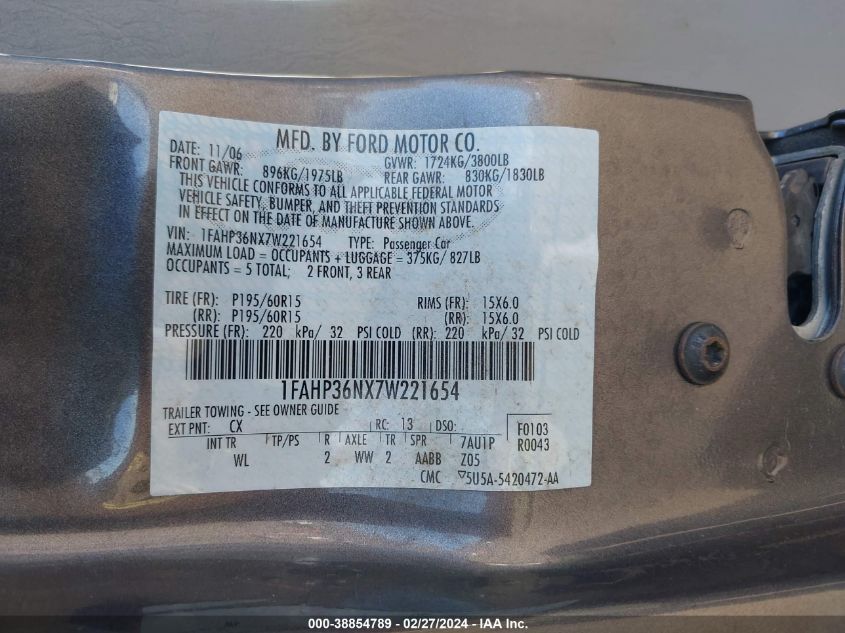 MFD. BY FORD MOTOR CO.
DATE: 11/06 GVWR: 1724KG/3800LB
FRONT GAWR: 896KG/1975LB REAR GAWR: 830KG/1830LB
THIS VEHICLE CONFORMS TO ALL APPLICABLE FEDERAL MOTOR
VEHICLE SAFETY, BUMPER, AND THEFT PREVENTION STANDARDS
IN EFFECT ON THE DATE OF MANUFACTURE SHOWN ABOVE.
VIN: 1FAHP36NX7W221654 TYPE: Passenger Car
MAXIMUM LOAD = OCCUPANTS + LUGGAGE = 375KG/ 827LB
OCCUPANTS = 5 TOTAL; 2 FRONT, 3 REAR
TIRE (FR): P195/60R15 RIMS (FR): 15X6.0
(RR): P195/60R15 (RR): 15X6.0
PRESSURE (FR): 220 kPa/ 32 PSI COLD (RR): 220 kPa/ 32 PSI COLD
1FAHP36NX7W221654
TRAILER TOWING - SEE OWNER GUIDE
EXT PNT: CX RC: 13 DSO: F0103
INT TR TP/PS R AXLE TR SPR 7AU1P R0043
WL 2 WW 2 AABB Z05
CMC ▽5U5A-5420472-AA
000-38854789 - 02/27/2024 - IAA Inc.